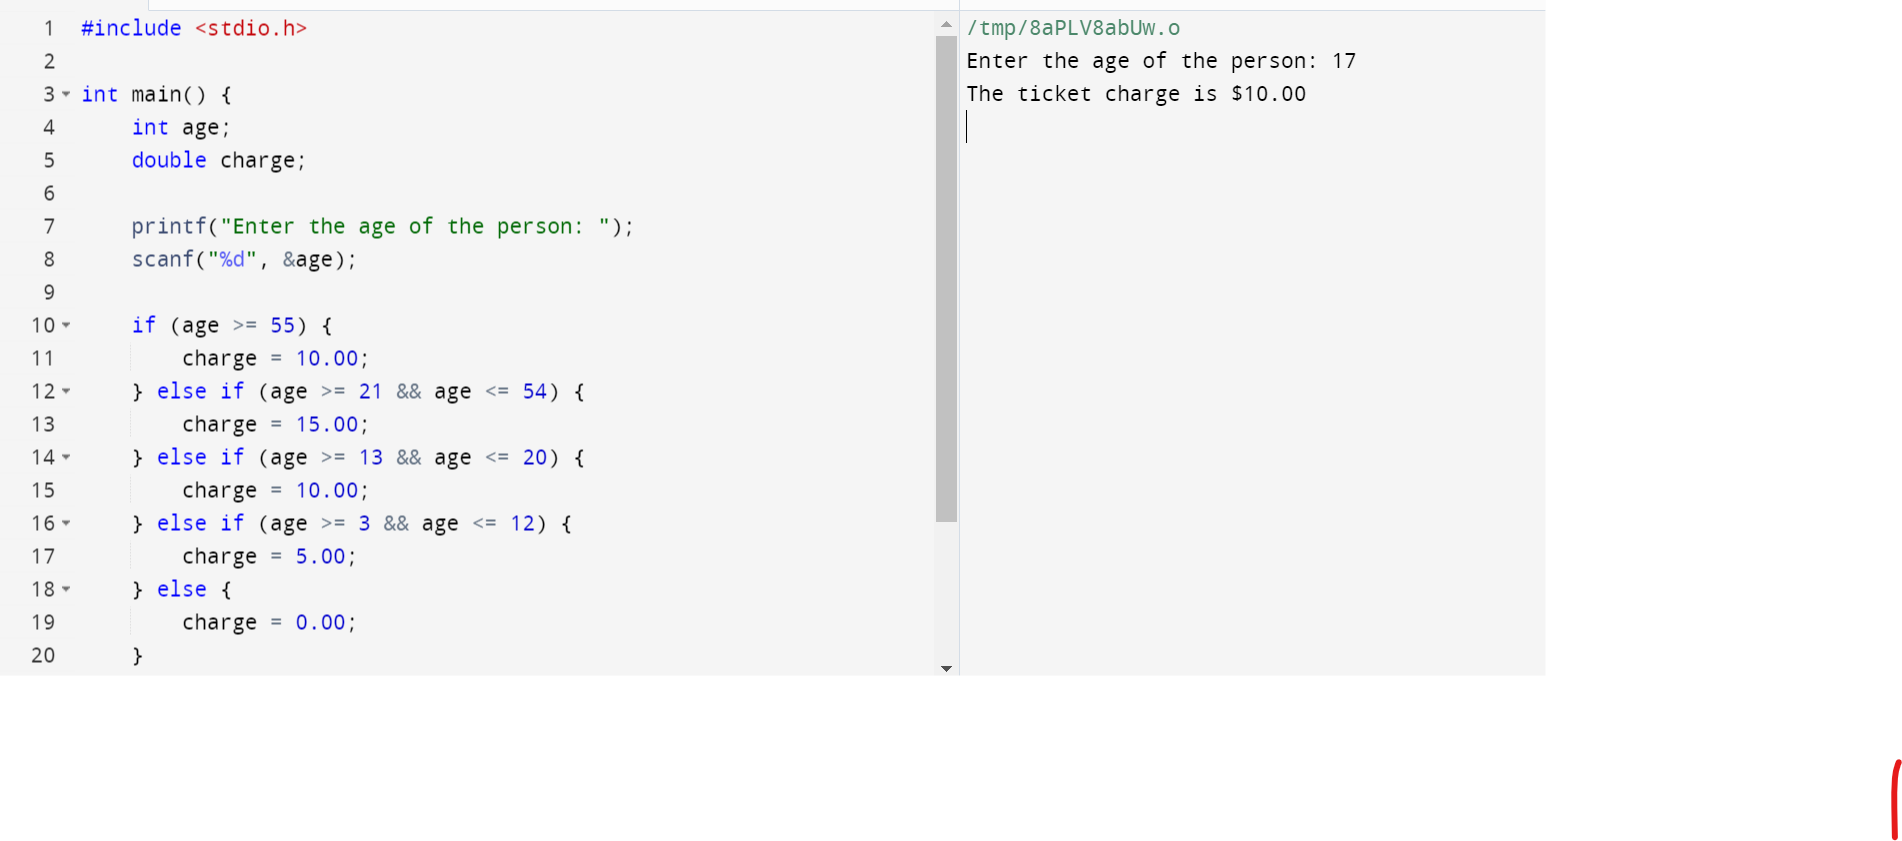 1 #include <stdio.h>
2
3 int main() {
4 int age;
5 double charge;
6
7 printf("Enter the age of the person: ");
8 scanf("%d", &age);
9
10 if (age >= 55) {
11 charge = 10.00;
12 } else if (age >= 21 && age <= 54) {
13 charge = 15.00;
14 } else if (age >= 13 && age <= 20) {
15 charge = 10.00;
16 } else if (age >= 3 && age <= 12) {
17 charge = 5.00;
18 } else {
19 charge = 0.00;
20 }
/tmp/8aPLV8abUw.o
Enter the age of the person: 17
The ticket charge is $10.00